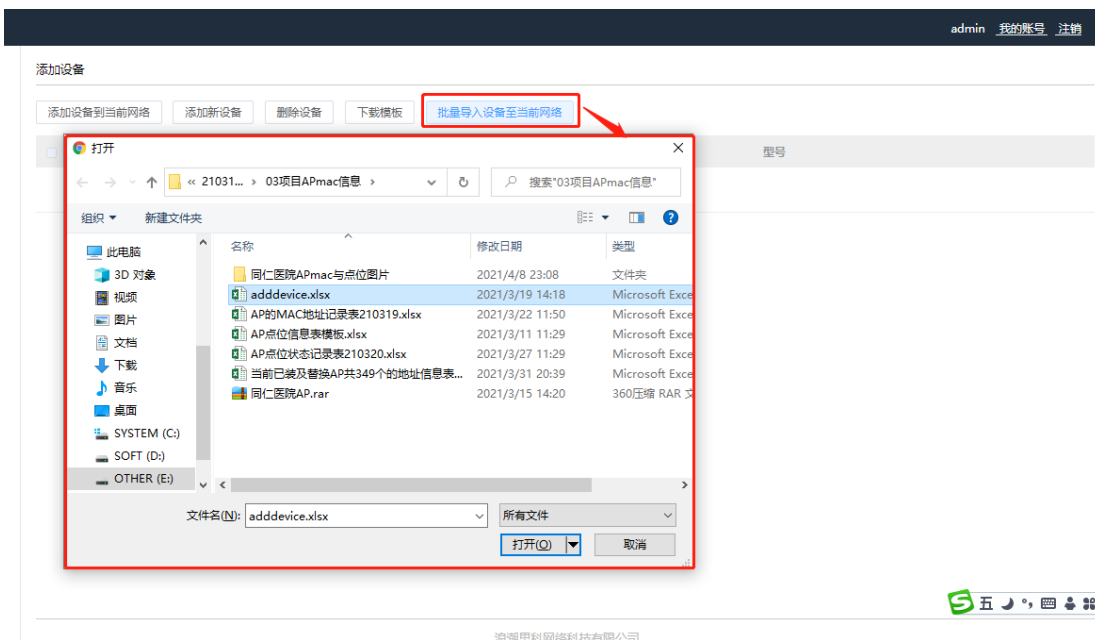 admin 我的账号 注销
添加设备
添加设备到当前网络 添加新设备 删除设备 下载模板 批量导入设备至当前网络
型号
打开
« 21031... › 03项目APmac信息 ›
搜索"03项目APmac信息"
组织 新建文件夹
名称 修改日期 类型
此电脑
3D 对象
视频
图片
文档
下载
音乐
桌面
SYSTEM (C:)
SOFT (D:)
OTHER (E:)
同仁医院APmac与点位图片 2021/4/8 23:08 文件夹
adddevice.xlsx 2021/3/19 14:18 Microsoft Exce
AP的MAC地址记录表210319.xlsx 2021/3/22 11:50 Microsoft Exce
AP点位信息表模板.xlsx 2021/3/11 11:29 Microsoft Exce
AP点位状态记录表210320.xlsx 2021/3/27 11:29 Microsoft Exce
当前已装及替换AP共349个的地址信息表... 2021/3/31 20:39 Microsoft Exce
同仁医院AP.rar 2021/3/15 14:20 360压缩 RAR 文
文件名(N): adddevice.xlsx 所有文件
打开(O) 取消
五
浪潮思科网络科技有限公司